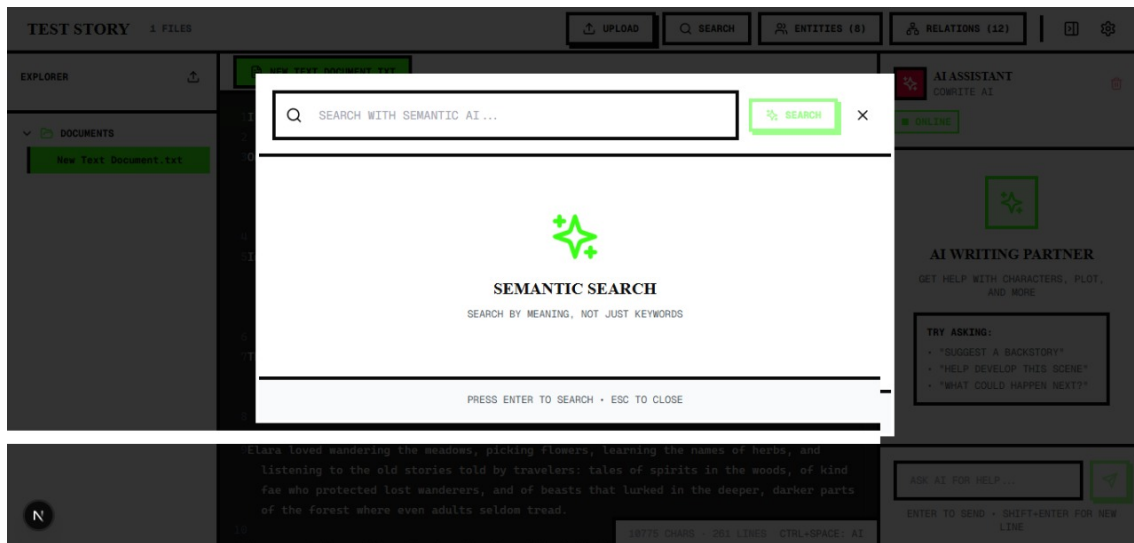 TEST STORY 1 FILES
UPLOAD
SEARCH
ENTITIES (8)
RELATIONS (12)
EXPLORER
DOCUMENTS
New Text Document.txt
NEW TEXT DOCUMENT.TXT
SEARCH WITH SEMANTIC AI...
SEARCH
SEMANTIC SEARCH
SEARCH BY MEANING, NOT JUST KEYWORDS
PRESS ENTER TO SEARCH • ESC TO CLOSE
Elara loved wandering the meadows, picking flowers, learning the names of herbs, and
listening to the old stories told by travelers: tales of spirits in the woods, of kind
fae who protected lost wanderers, and of beasts that lurked in the deeper, darker parts
of the forest where even adults seldom tread.
10
18775 CHARS • 261 LINES CTRL+SPACE: AI
AI ASSISTANT
COWRITE AI
ONLINE
AI WRITING PARTNER
GET HELP WITH CHARACTERS, PLOT,
AND MORE
TRY ASKING:
• "SUGGEST A BACKSTORY"
• "HELP DEVELOP THIS SCENE"
• "WHAT COULD HAPPEN NEXT?"
ASK AI FOR HELP...
ENTER TO SEND • SHIFT+ENTER FOR NEW
LINE
N